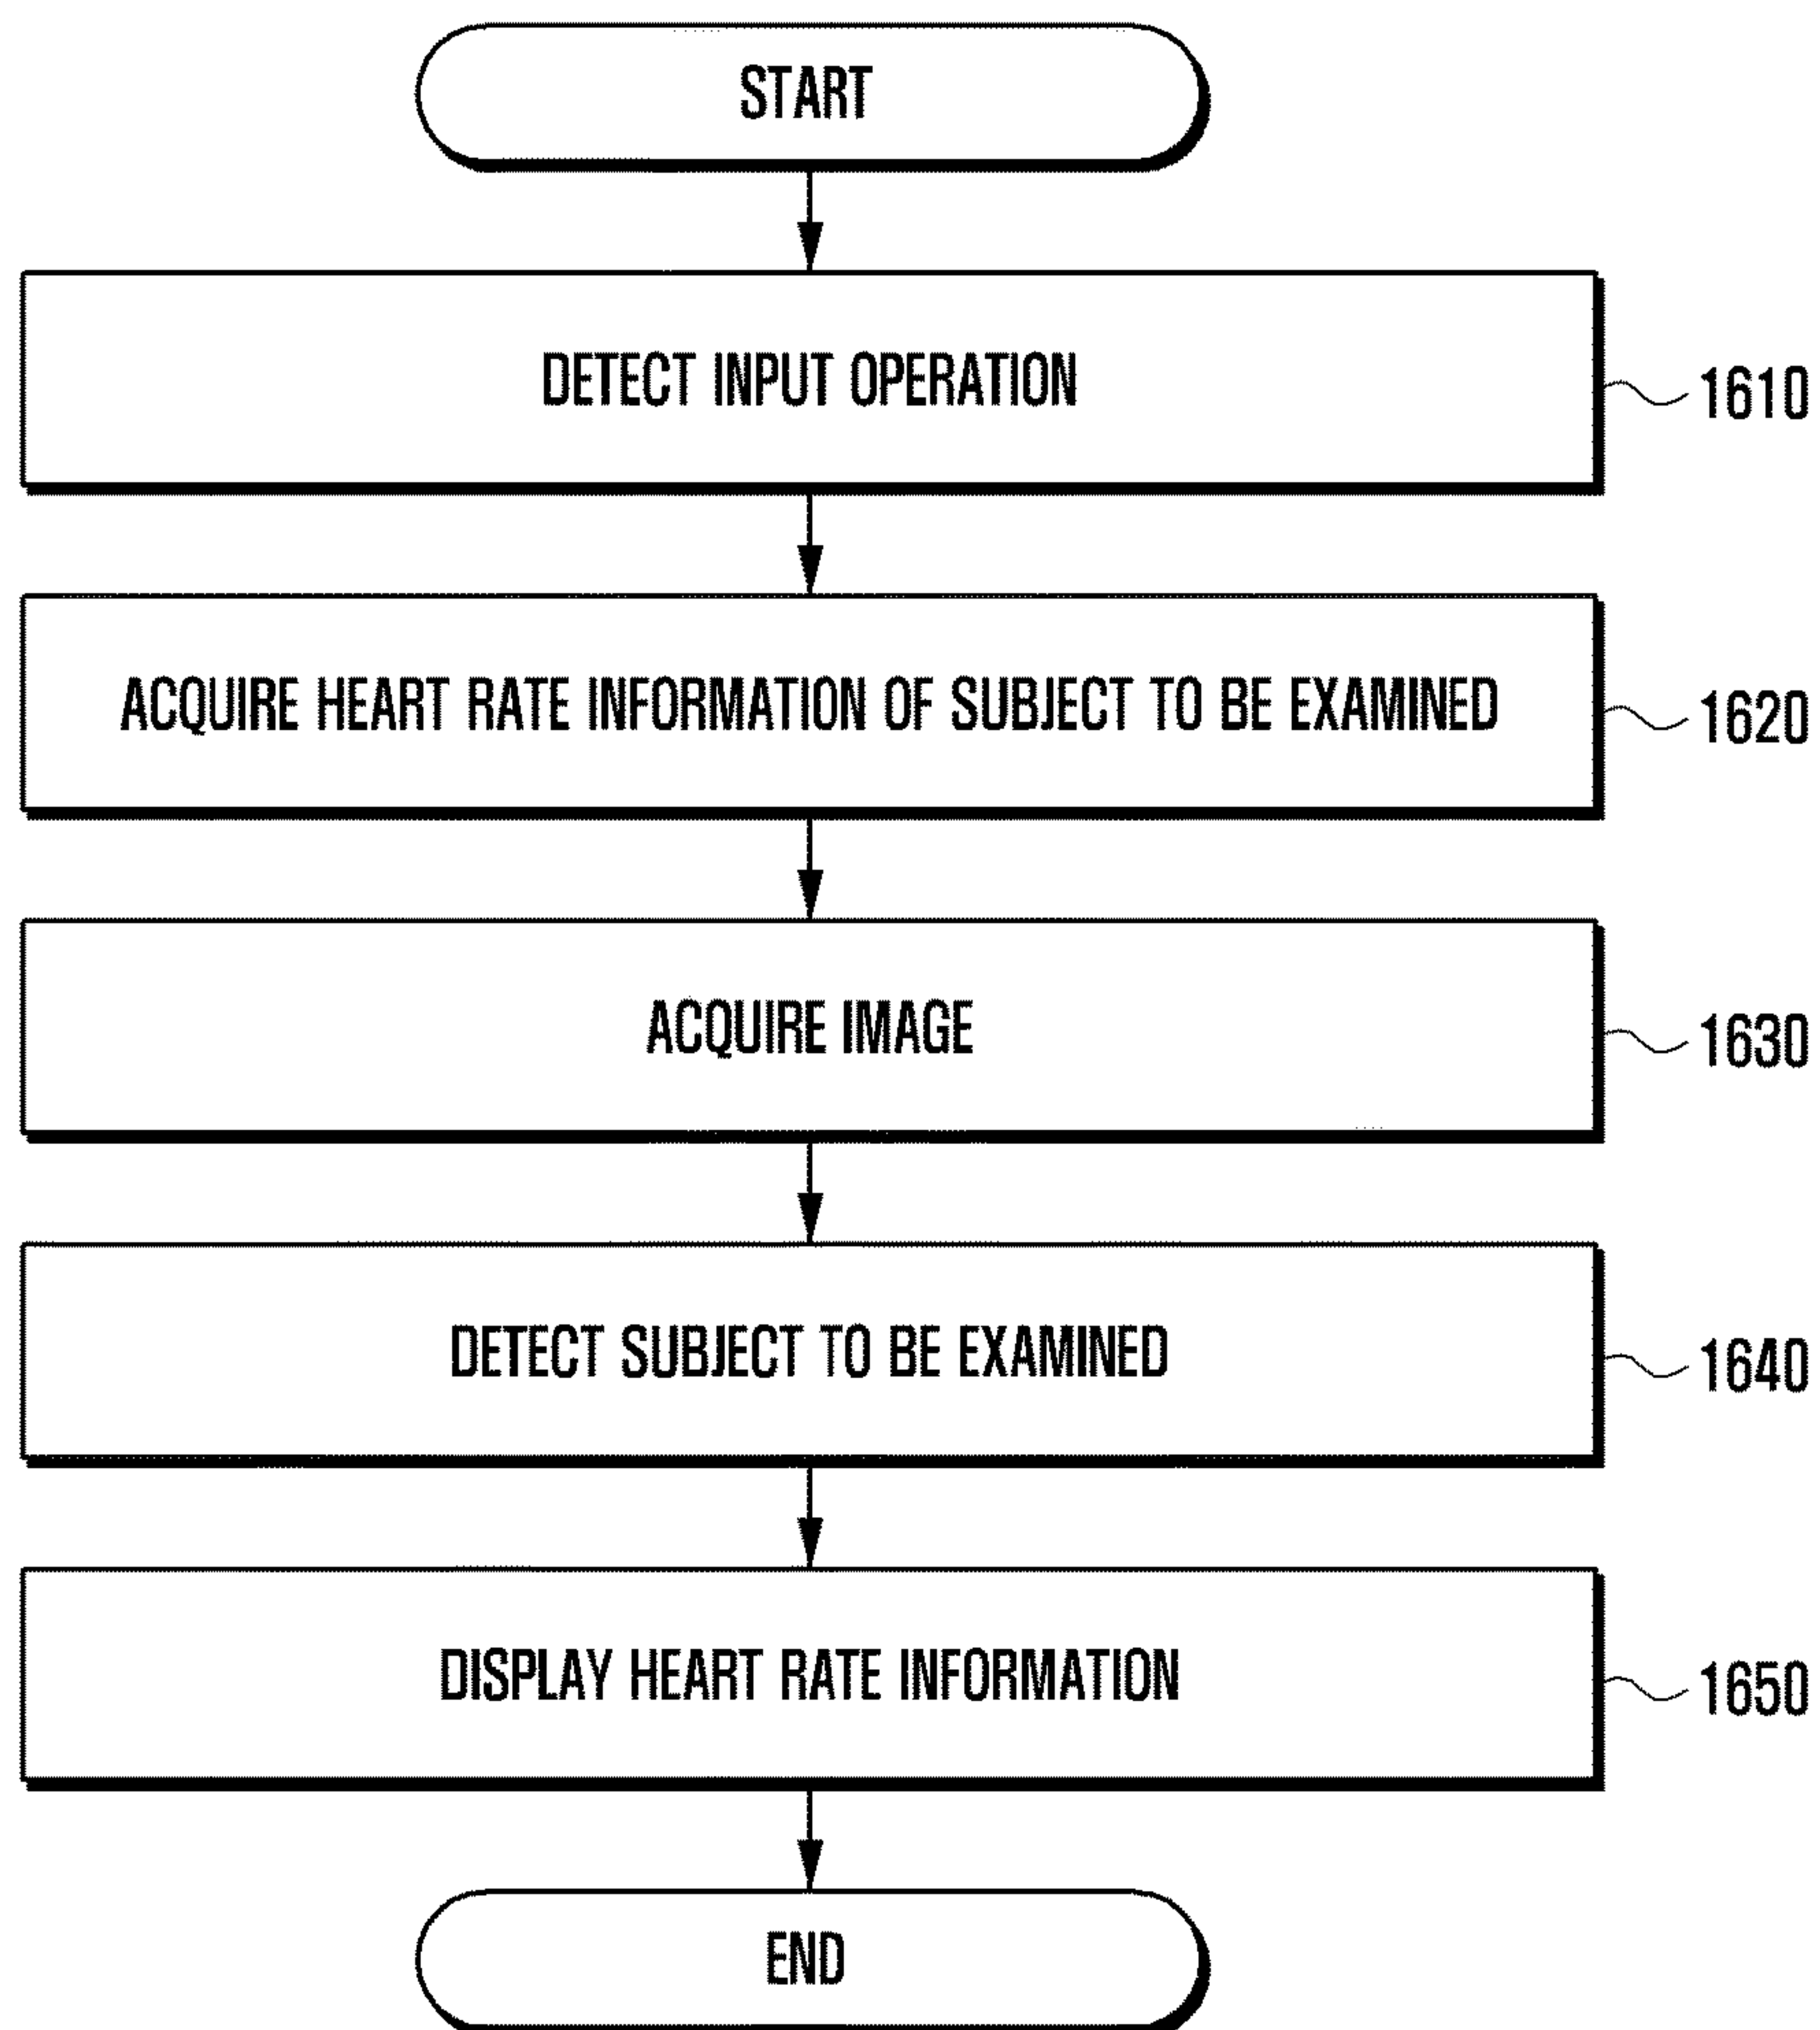 START
DETECT INPUT OPERATION
1610
ACQUIRE HEART RATE INFORMATION OF SUBJECT TO BE EXAMINED
1620
ACQUIRE IMAGE
1630
DETECT SUBJECT TO BE EXAMINED
1640
DISPLAY HEART RATE INFORMATION
1650
END